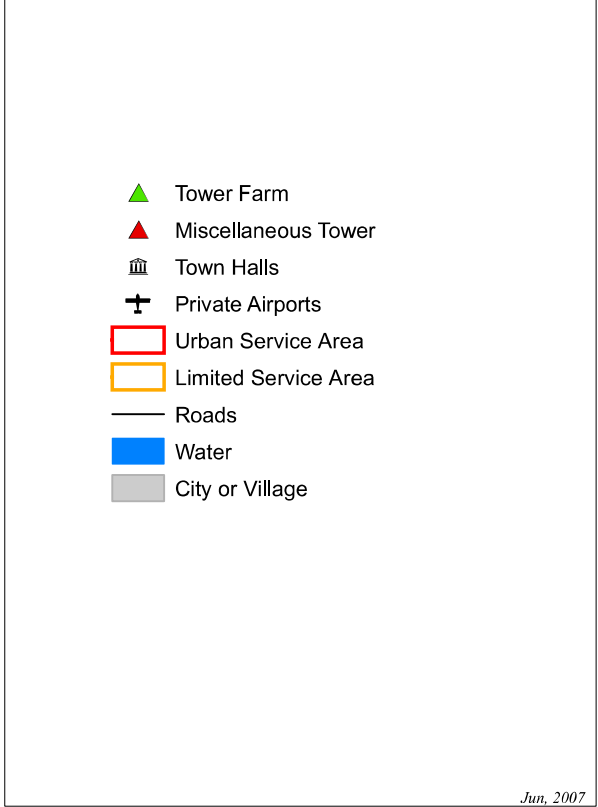 Tower Farm
Miscellaneous Tower
Town Halls
Private Airports
Urban Service Area
Limited Service Area
Roads
Water
City or Village
Jun, 2007